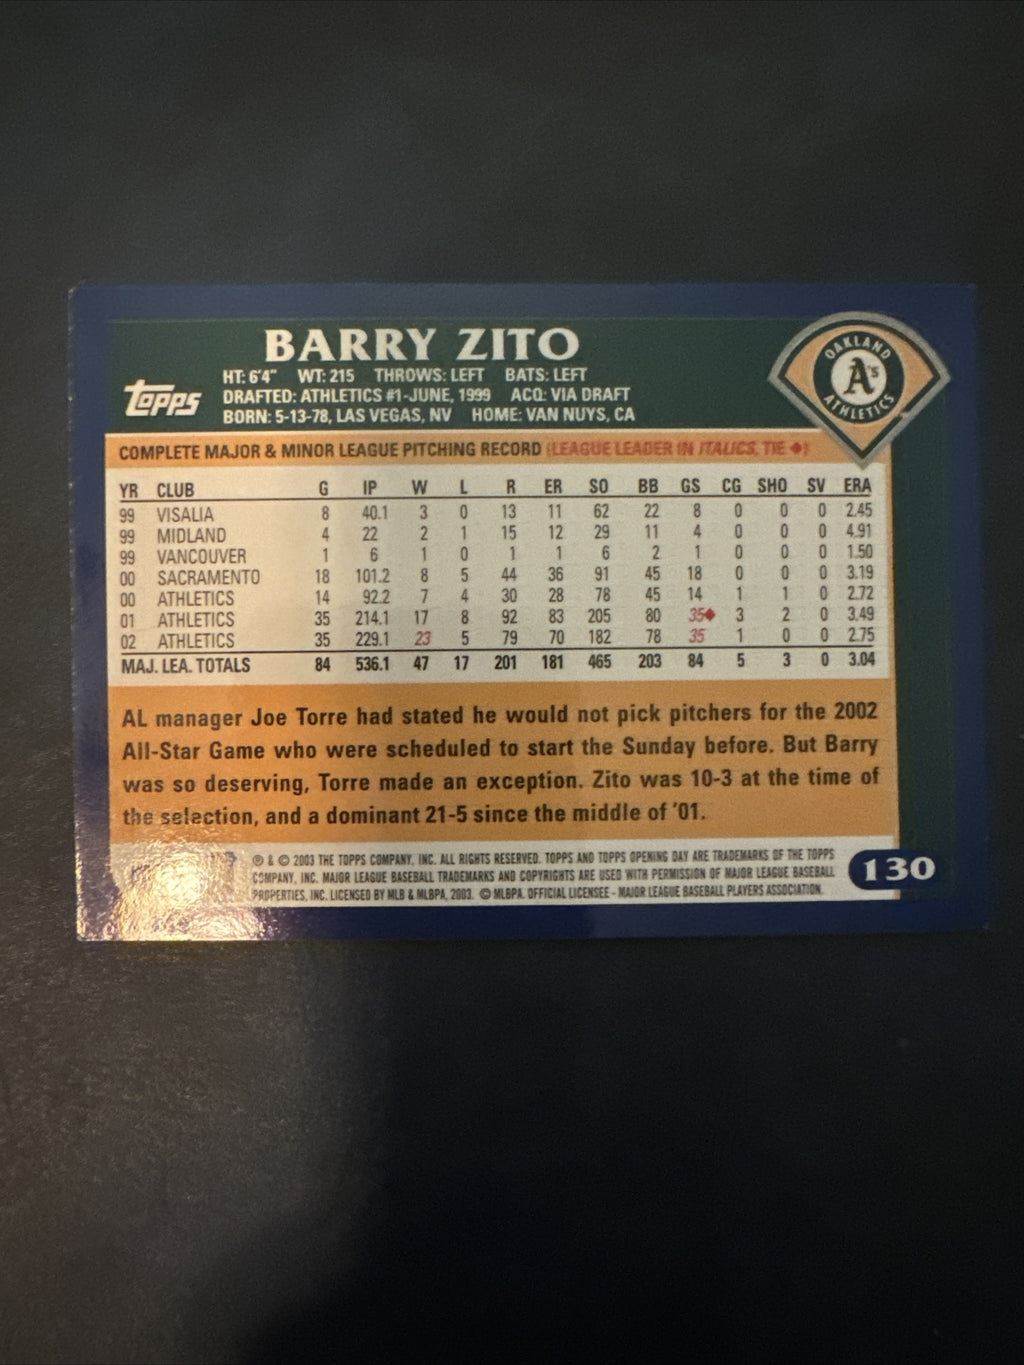 BARRY ZITO
HT: 6'4" WT: 215 THROWS: LEFT BATS: LEFT
DRAFTED: ATHLETICS #1-JUNE, 1999 ACQ: VIA DRAFT
BORN: 5-13-78, LAS VEGAS, NV HOME: VAN NUYS, CA
Topps
OAKLAND
A's
ATHLETICS
COMPLETE MAJOR & MINOR LEAGUE PITCHING RECORD (LEAGUE LEADER IN ITALICS, TIE ♦)
YR CLUB G IP W L R ER SO BB GS CG SHO SV ERA
99 VISALIA 8 40.1 3 0 13 11 62 22 8 0 0 0 2.45
99 MIDLAND 4 22 2 1 15 12 29 11 4 0 0 0 4.91
99 VANCOUVER 1 6 1 0 1 1 6 2 1 0 0 0 1.50
00 SACRAMENTO 18 101.2 8 5 44 36 91 45 18 0 0 0 3.19
00 ATHLETICS 14 92.2 7 4 30 28 78 45 14 1 1 0 2.72
01 ATHLETICS 35 214.1 17 8 92 83 205 80 35♦ 3 2 0 3.49
02 ATHLETICS 35 229.1 23 5 79 70 182 78 35 1 0 0 2.75
MAJ. LEA. TOTALS 84 536.1 47 17 201 181 465 203 84 5 3 0 3.04
AL manager Joe Torre had stated he would not pick pitchers for the 2002
All-Star Game who were scheduled to start the Sunday before. But Barry
was so deserving, Torre made an exception. Zito was 10-3 at the time of
the selection, and a dominant 21-5 since the middle of '01.
® & © 2003 THE TOPPS COMPANY, INC. ALL RIGHTS RESERVED. TOPPS AND TOPPS OPENING DAY ARE TRADEMARKS OF THE TOPPS
COMPANY, INC. MAJOR LEAGUE BASEBALL TRADEMARKS AND COPYRIGHTS ARE USED WITH PERMISSION OF MAJOR LEAGUE BASEBALL
PROPERTIES, INC. LICENSED BY MLB & MLBPA, 2003. © MLBPA. OFFICIAL LICENSEE - MAJOR LEAGUE BASEBALL PLAYERS ASSOCIATION.
130